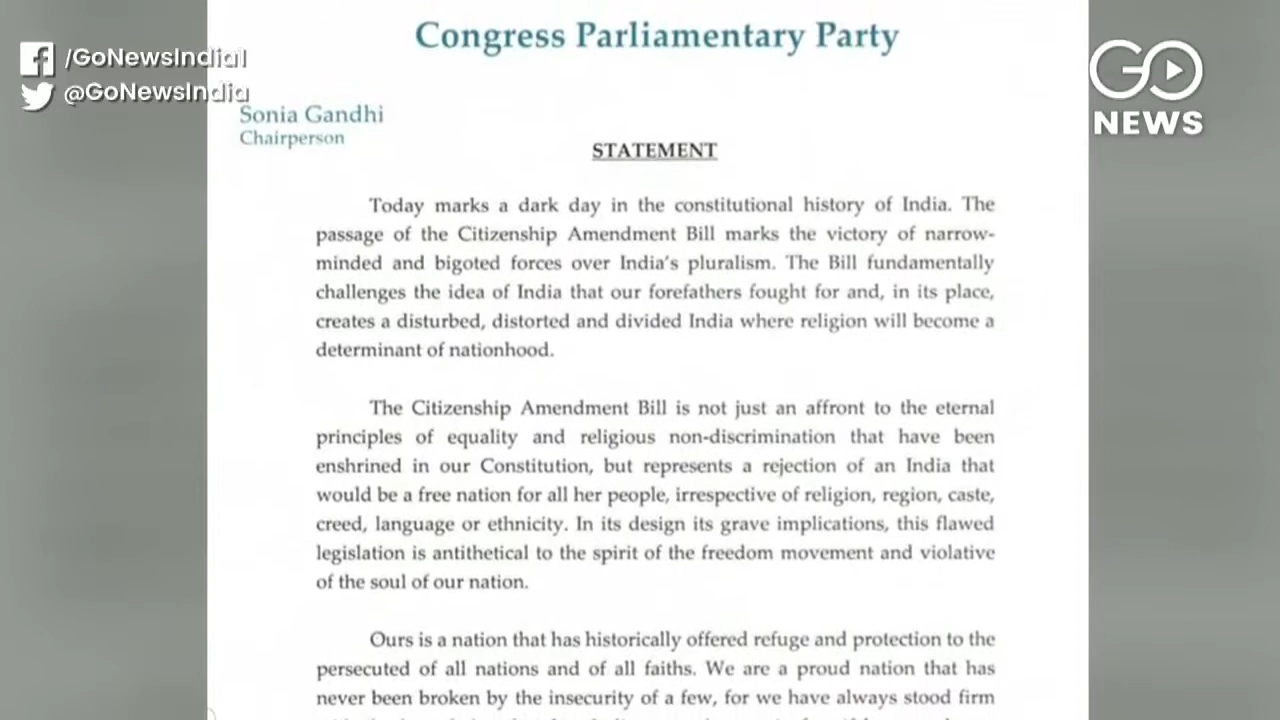 Congress Parliamentary Party
/GoNewsIndia1
@GoNewsIndia
GO
NEWS
Sonia Gandhi
Chairperson
STATEMENT
Today marks a dark day in the constitutional history of India. The
passage of the Citizenship Amendment Bill marks the victory of narrow-
minded and bigoted forces over India's pluralism. The Bill fundamentally
challenges the idea of India that our forefathers fought for and, in its place,
creates a disturbed, distorted and divided India where religion will become a
determinant of nationhood.
The Citizenship Amendment Bill is not just an affront to the eternal
principles of equality and religious non-discrimination that have been
enshrined in our Constitution, but represents a rejection of an India that
would be a free nation for all her people, irrespective of religion, region, caste,
creed, language or ethnicity. In its design its grave implications, this flawed
legislation is antithetical to the spirit of the freedom movement and violative
of the soul of our nation.
Ours is a nation that has historically offered refuge and protection to the
persecuted of all nations and of all faiths. We are a proud nation that has
never been broken by the insecurity of a few, for we have always stood firm